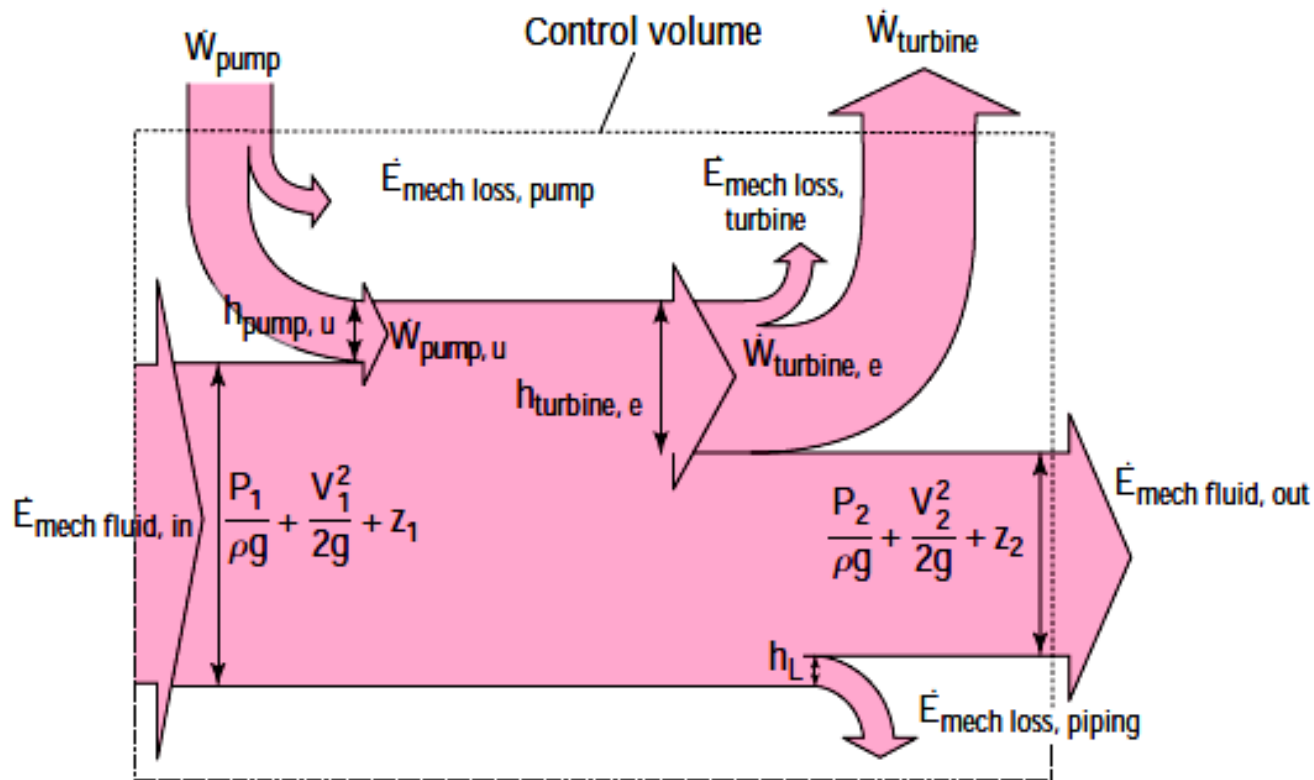 Control volume
Ẇpump
Ẇturbine
Ėmech loss, pump
Ėmech loss,
turbine
hpump, u
Ẇpump, u
hturbine, e
Ẇturbine, e
Ėmech fluid, in
P₁/ρg + V₁²/2g + z₁
P₂/ρg + V₂²/2g + z₂
Ėmech fluid, out
hL
Ėmech loss, piping